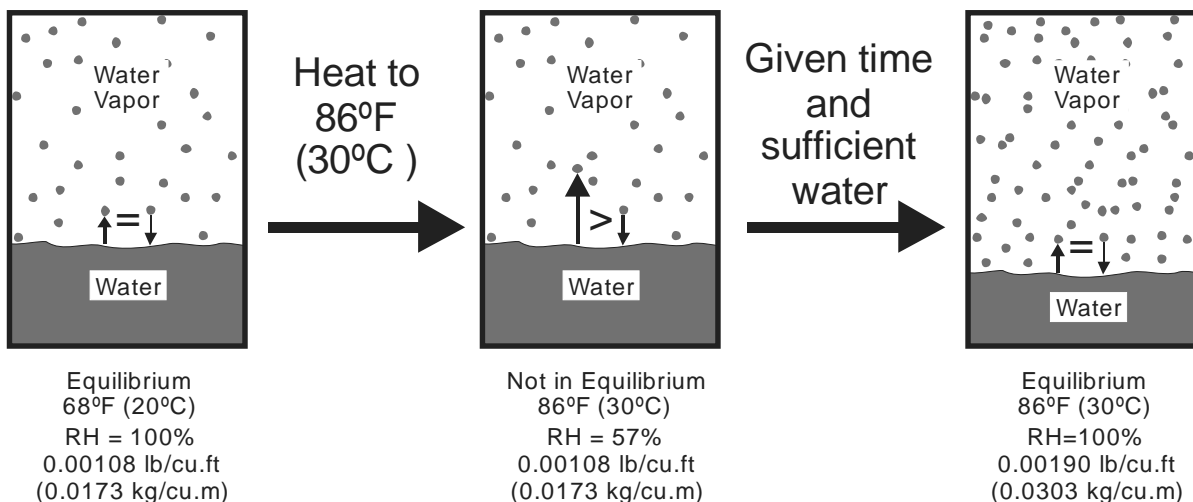 Water
Vapor
=
Water
Equilibrium
68ºF (20ºC)
RH = 100%
0.00108 lb/cu.ft
(0.0173 kg/cu.m)
Heat to
86ºF
(30ºC )
Water
Vapor
>
Water
Not in Equilibrium
86ºF (30ºC)
RH = 57%
0.00108 lb/cu.ft
(0.0173 kg/cu.m)
Given time
and
sufficient
water
Water
Vapor
=
Water
Equilibrium
86ºF (30ºC)
RH=100%
0.00190 lb/cu.ft
(0.0303 kg/cu.m)